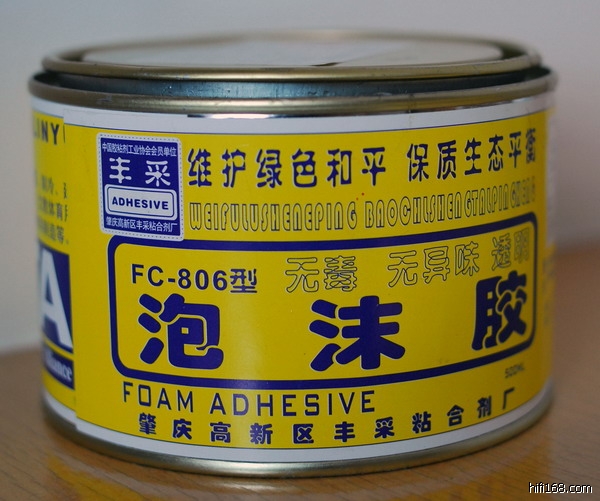 LINY
A
中国胶粘剂工业协会会员单位
丰采
ADHESIVE
肇庆高新区丰采粘合剂厂
维护绿色和平 保质生态平衡
WEIFULUSHENEPING
FC-806型 无毒 无异味 透明
泡沫胶
500ML
FOAM ADHESIVE
肇庆高新区丰采粘合剂厂
hifi168.com